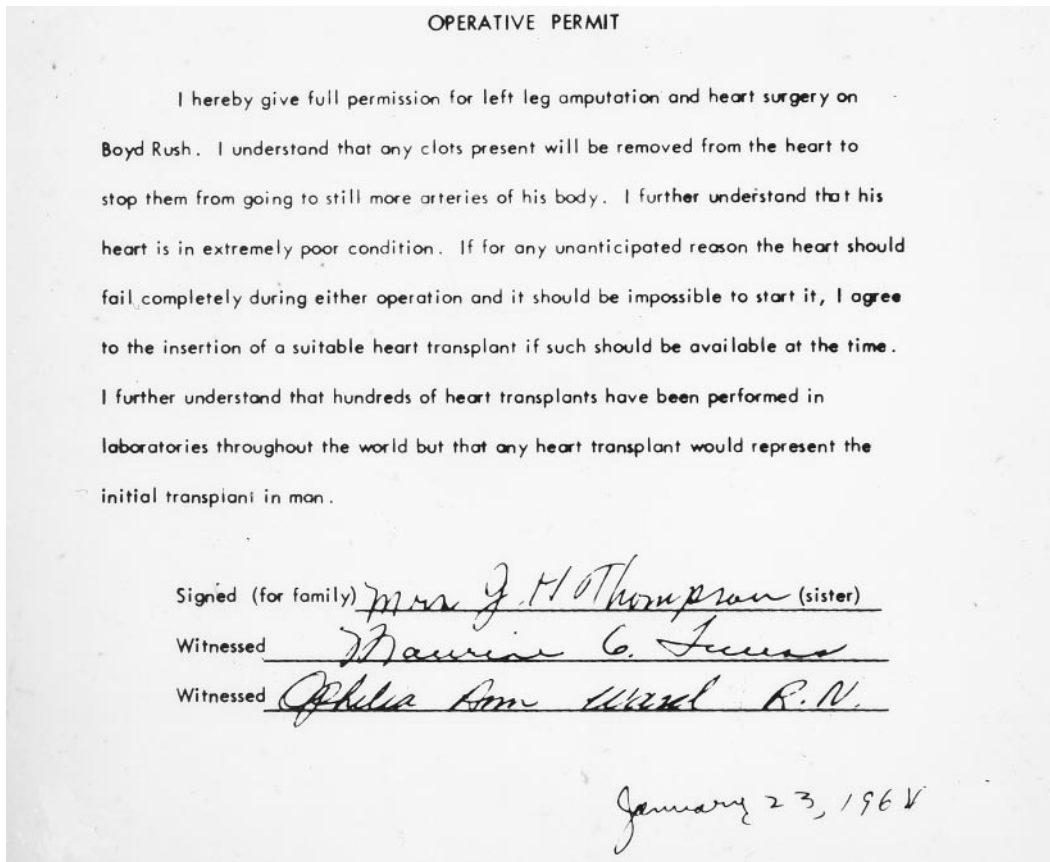 OPERATIVE PERMIT
I hereby give full permission for left leg amputation and heart surgery on
Boyd Rush. I understand that any clots present will be removed from the heart to
stop them from going to still more arteries of his body. I further understand that his
heart is in extremely poor condition. If for any unanticipated reason the heart should
fail completely during either operation and it should be impossible to start it, I agree
to the insertion of a suitable heart transplant if such should be available at the time.
I further understand that hundreds of heart transplants have been performed in
laboratories throughout the world but that any heart transplant would represent the
initial transplant in man.
Signed (for family) Mrs J. H Thompson (sister)
Witnessed Maurine C.
Witnessed Ophelia Ann Ward R.N.
January 23, 1964